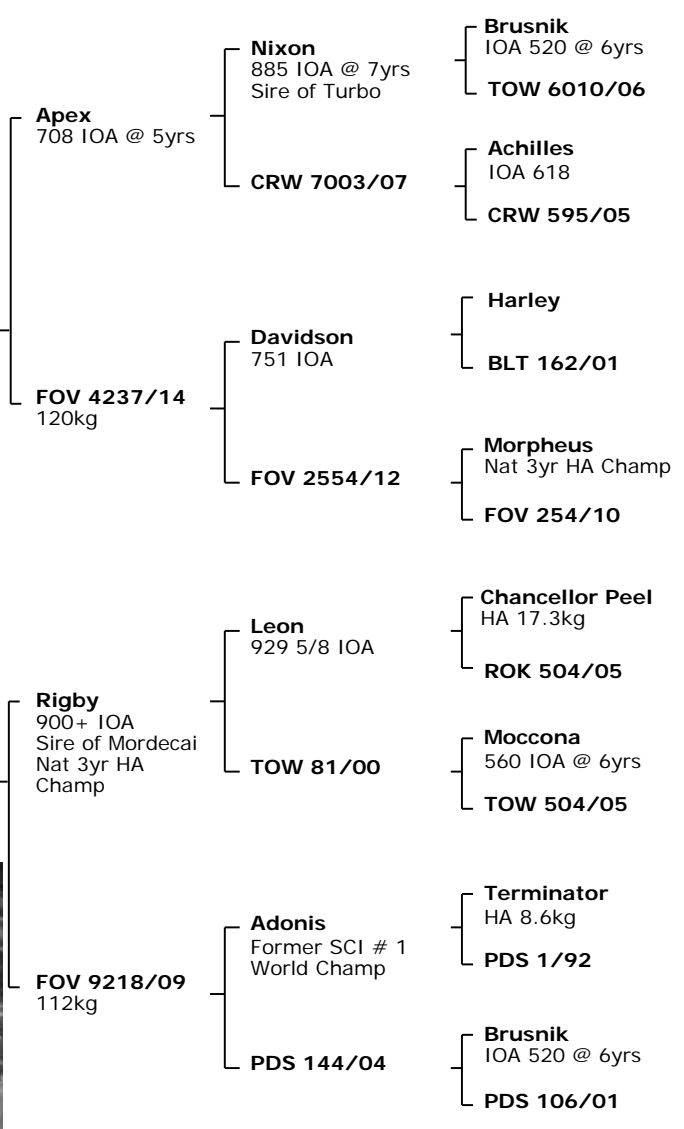 Apex
708 IOA @ 5yrs
Nixon
885 IOA @ 7yrs
Sire of Turbo
Brusnik
IOA 520 @ 6yrs
TOW 6010/06
CRW 7003/07
Achilles
IOA 618
CRW 595/05
FOV 4237/14
120kg
Davidson
751 IOA
Harley
BLT 162/01
FOV 2554/12
Morpheus
Nat 3yr HA Champ
FOV 254/10
Rigby
900+ IOA
Sire of Mordecai
Nat 3yr HA
Champ
Leon
929 5/8 IOA
Chancellor Peel
HA 17.3kg
ROK 504/05
TOW 81/00
Moccona
560 IOA @ 6yrs
TOW 504/05
FOV 9218/09
112kg
Adonis
Former SCI # 1
World Champ
Terminator
HA 8.6kg
PDS 1/92
PDS 144/04
Brusnik
IOA 520 @ 6yrs
PDS 106/01